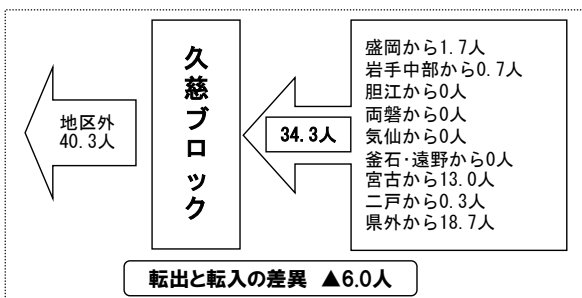 地区外
40.3人
久慈ブロック
34.3人
盛岡から1.7人
岩手中部から0.7人
胆江から0人
両磐から0人
気仙から0人
釜石・遠野から0人
宮古から13.0人
二戸から0.3人
県外から18.7人
転出と転入の差異 ▲6.0人